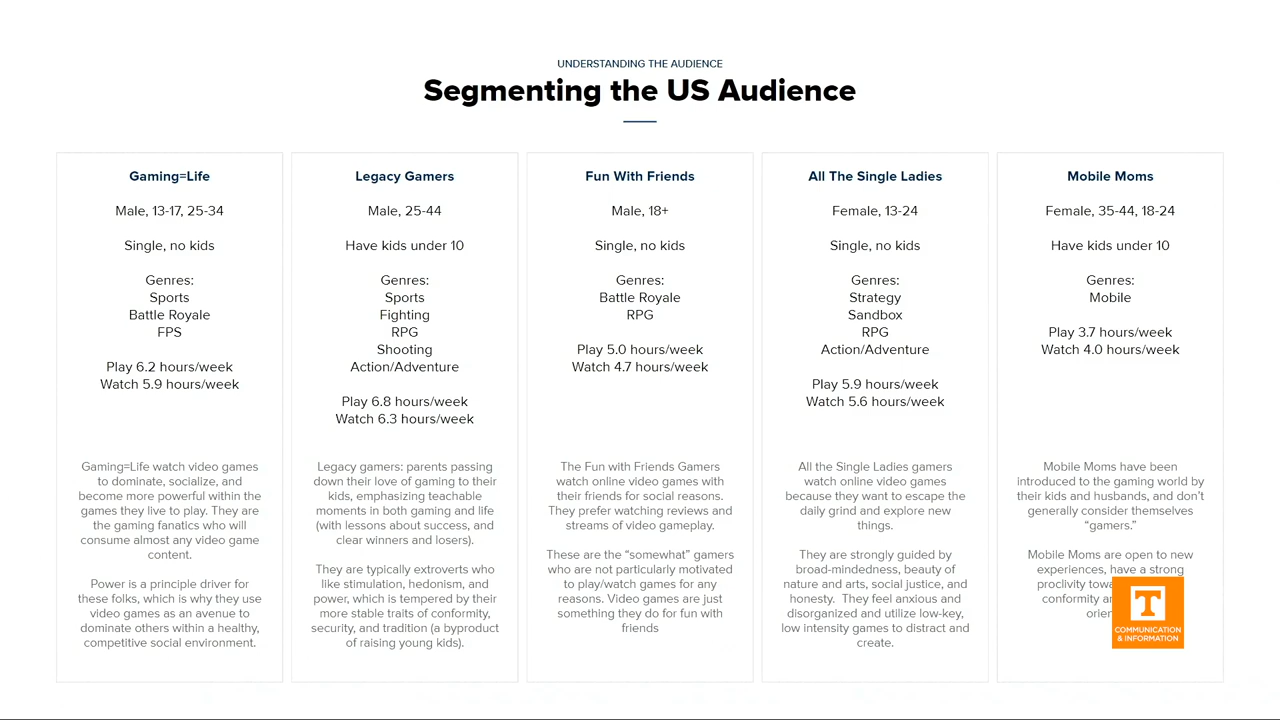 UNDERSTANDING THE AUDIENCE
Segmenting the US Audience
Gaming=Life
Male, 13-17, 25-34
Single, no kids
Genres:
Sports
Battle Royale
FPS
Play 6.2 hours/week
Watch 5.9 hours/week
Gaming=Life watch video games
to dominate, socialize, and
become more powerful within the
games they live to play. They are
the gaming fanatics who will
consume almost any video game
content.
Power is a principle driver for
these folks, which is why they use
video games as an avenue to
dominate others within a healthy,
competitive social environment.
Legacy Gamers
Male, 25-44
Have kids under 10
Genres:
Sports
Fighting
RPG
Shooting
Action/Adventure
Play 6.8 hours/week
Watch 6.3 hours/week
Legacy gamers: parents passing
down their love of gaming to their
kids, emphasizing teachable
moments in both gaming and life
(with lessons about success, and
clear winners and losers).
They are typically extroverts who
like stimulation, hedonism, and
power, which is tempered by their
more stable traits of conformity,
security, and tradition (a byproduct
of raising young kids).
Fun With Friends
Male, 18+
Single, no kids
Genres:
Battle Royale
RPG
Play 5.0 hours/week
Watch 4.7 hours/week
The Fun with Friends Gamers
watch online video games with
their friends for social reasons.
They prefer watching reviews and
streams of video gameplay.
These are the “somewhat” gamers
who are not particularly motivated
to play/watch games for any
reasons. Video games are just
something they do for fun with
friends
All The Single Ladies
Female, 13-24
Single, no kids
Genres:
Strategy
Sandbox
RPG
Action/Adventure
Play 5.9 hours/week
Watch 5.6 hours/week
All the Single Ladies gamers
watch online video games
because they want to escape the
daily grind and explore new
things.
They are strongly guided by
broad-mindedness, beauty of
nature and arts, social justice, and
honesty. They feel anxious and
disorganized and utilize low-key,
low intensity games to distract and
create.
Mobile Moms
Female, 35-44, 18-24
Have kids under 10
Genres:
Mobile
Play 3.7 hours/week
Watch 4.0 hours/week
Mobile Moms have been
introduced to the gaming world by
their kids and husbands, and don’t
generally consider themselves
“gamers.”
Mobile Moms are open to new
experiences, have a strong
proclivity
conformity
T
COMMUNICATION
& INFORMATION